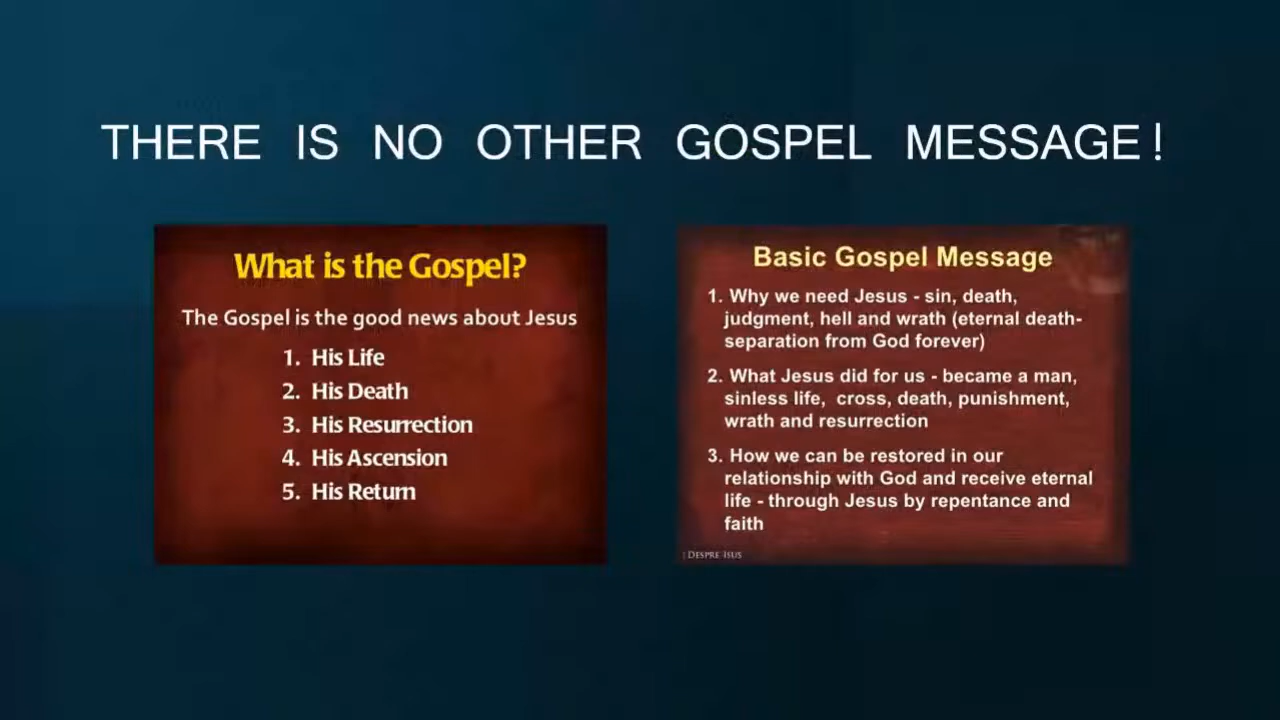 THERE IS NO OTHER GOSPEL MESSAGE!
What is the Gospel?
The Gospel is the good news about Jesus
1. His Life
2. His Death
3. His Resurrection
4. His Ascension
5. His Return
Basic Gospel Message
1. Why we need Jesus - sin, death,
judgment, hell and wrath (eternal death-
separation from God forever)
2. What Jesus did for us - became a man,
sinless life, cross, death, punishment,
wrath and resurrection
3. How we can be restored in our
relationship with God and receive eternal
life - through Jesus by repentance and
faith
DESPRE ISUS